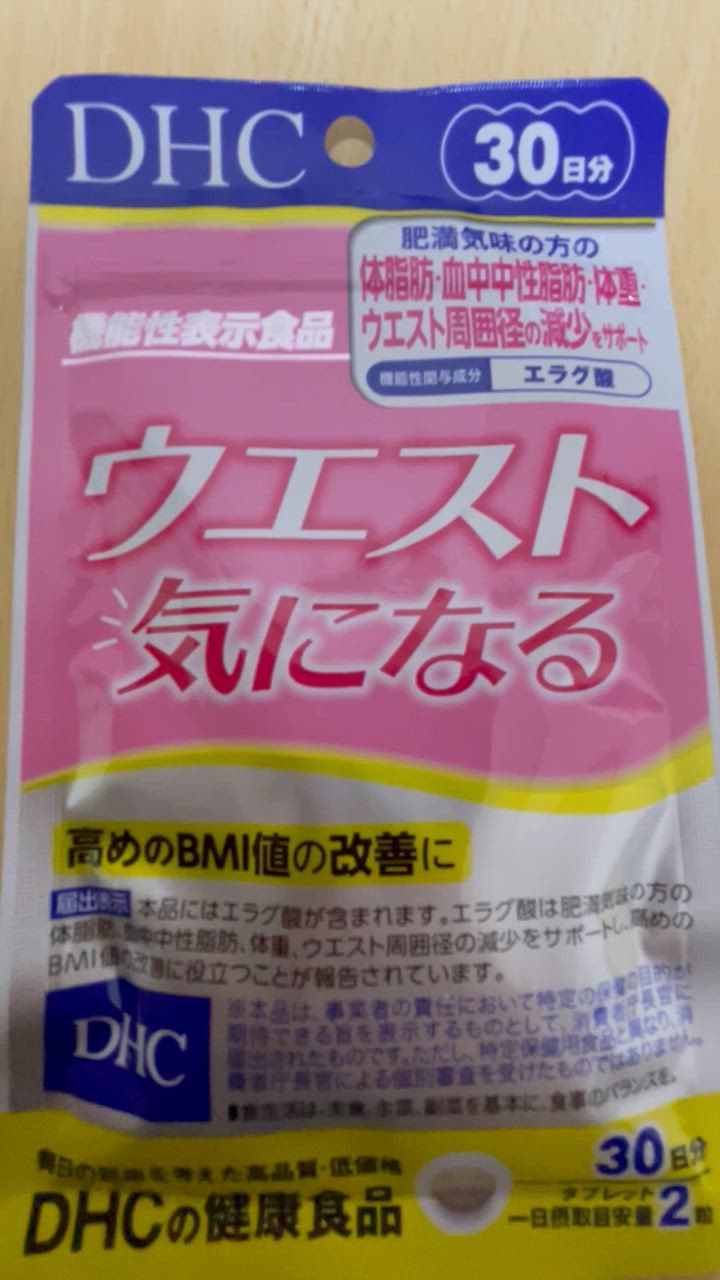 DHC
30日分
肥満気味の方の
体脂肪・血中中性脂肪・体重・
ウエスト周囲径の減少をサポート
機能性関与成分 エラグ酸
機能性表示食品
ウエスト
気になる
高めのBMI値の改善に
届出表示 本品にはエラグ酸が含まれます。エラグ酸は肥満気味の方の
体脂肪、血中中性脂肪、体重、ウエスト周囲径の減少をサポートし、高めの
BMI値の改善に役立つことが報告されています。
DHC
※本品は、事業者の責任において特定の保健の目的が
期待できる旨を表示するものとして、消費者庁長官に
届出されたものです。ただし、特定保健用食品と異なり、消
費者庁長官による個別審査を受けたものではありません。
■食生活は、主食、主菜、副菜を基本に、食事のバランスを。
毎日の健康を考えた高品質・低価格
DHCの健康食品
30日分
タブレット
一日摂取目安量2粒